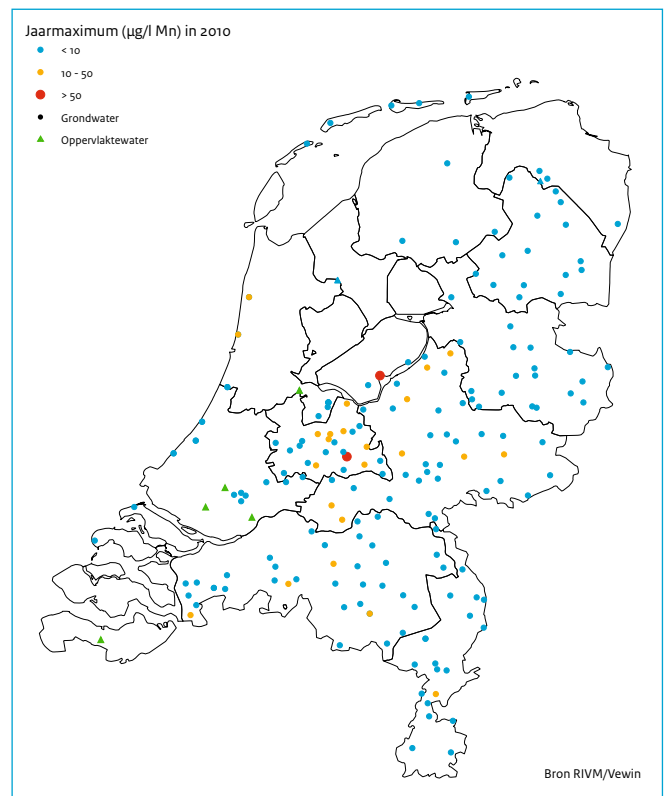 Jaarmaximum (µg/l Mn) in 2010
< 10
10 - 50
> 50
Grondwater
Oppervlaktewater
Bron RIVM/Vewin